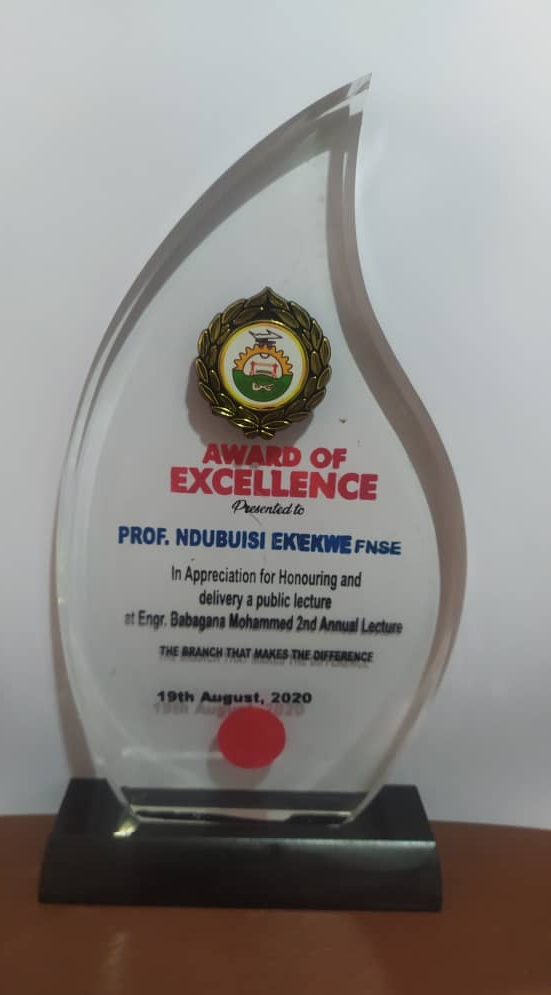 AWARD OF
EXCELLENCE
Presented to
PROF. NDUBUISI EKEKWE FNSE
In Appreciation for Honouring and
delivery a public lecture
at Engr. Babagana Mohammed 2nd Annual Lecture
THE BRANCH THAT MAKES THE DIFFERENCE
19th August, 2020